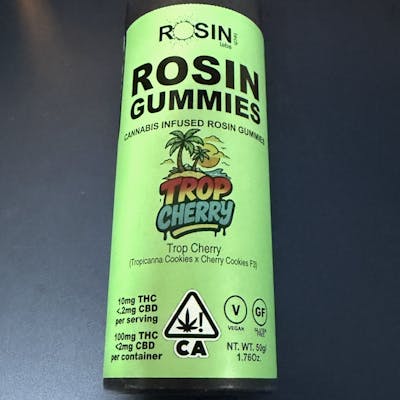 ROSIN
labs
ROSIN
GUMMIES
CANNABIS INFUSED ROSIN GUMMIES
TROP
CHERRY
Trop Cherry
(Tropicanna Cookies x Cherry Cookies F3)
10mg THC
<.2mg CBD
per serving
100mg THC
<2mg CBD
per container
CA
V
VEGAN
GF
NT. WT. 50g/
1.76Oz.